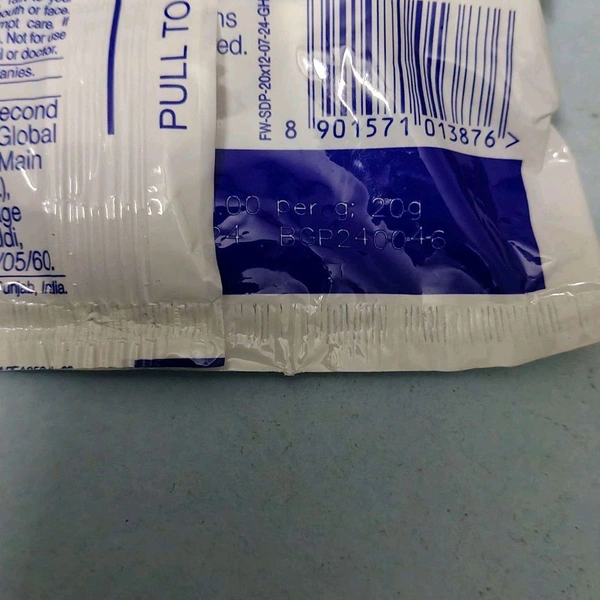 mouth or face.
mpt care. If
. Not for use
il or doctor.
anies.
econd
Global
Main
),
age
di,
/05/60.
unjab, India.
PULL TO
ns
ed.
FW-SDP-20x12-07-24-GH
8 901571 013876 >
.00 per g; 20g
24 BGP240046